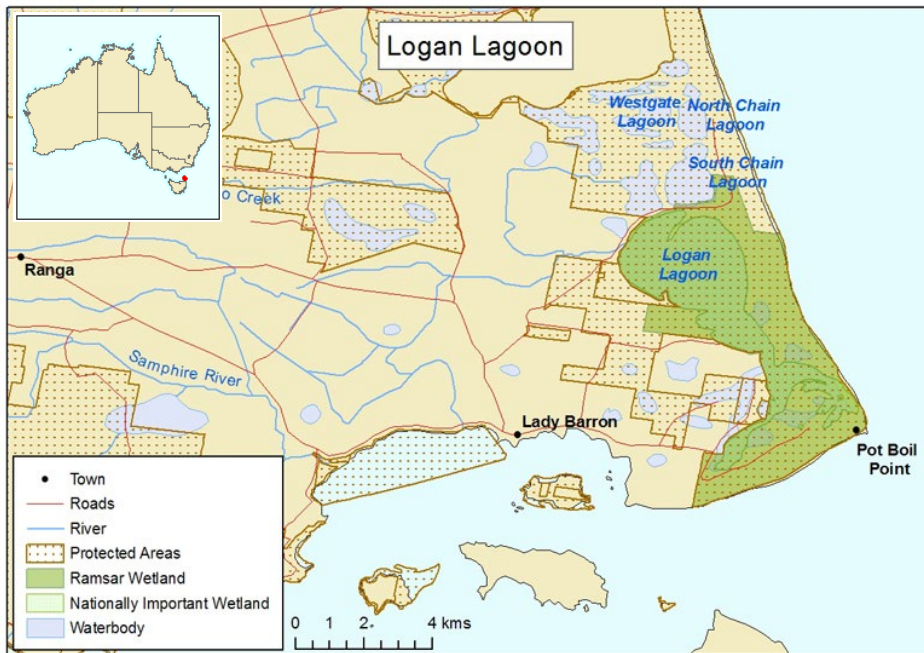 Logan Lagoon
Westgate
Lagoon
North Chain
Lagoon
South Chain
Lagoon
o Creek
Logan
Lagoon
Ranga
Samphire River
Lady Barron
Pot Boil
Point
Town
Roads
River
Protected Areas
Ramsar Wetland
Nationally Important Wetland
Waterbody
0 1 2 4 kms